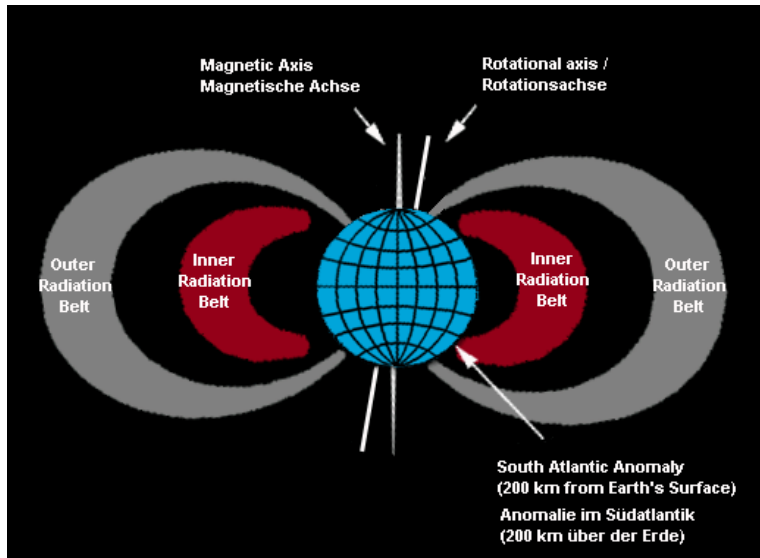 Magnetic Axis
Magnetische Achse
Rotational axis /
Rotationsachse
Outer
Radiation
Belt
Inner
Radiation
Belt
Inner
Radiation
Belt
Outer
Radiation
Belt
South Atlantic Anomaly
(200 km from Earth's Surface)
Anomalie im Südatlantik
(200 km über der Erde)